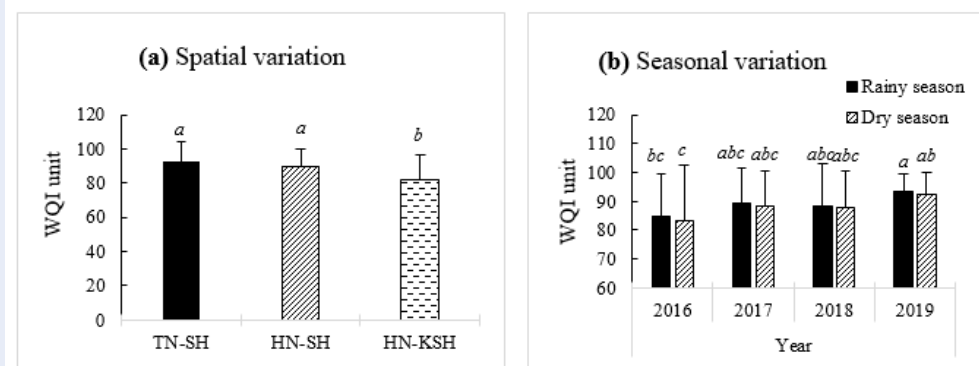 (a) Spatial variation
WQI unit
120
100
80
60
40
20
0
a
a
b
TN-SH
HN-SH
HN-KSH
(b) Seasonal variation
Rainy season
Dry season
WQI unit
120
110
100
90
80
70
60
bc c abc abc abc abc a ab
2016 2017 2018 2019
Year